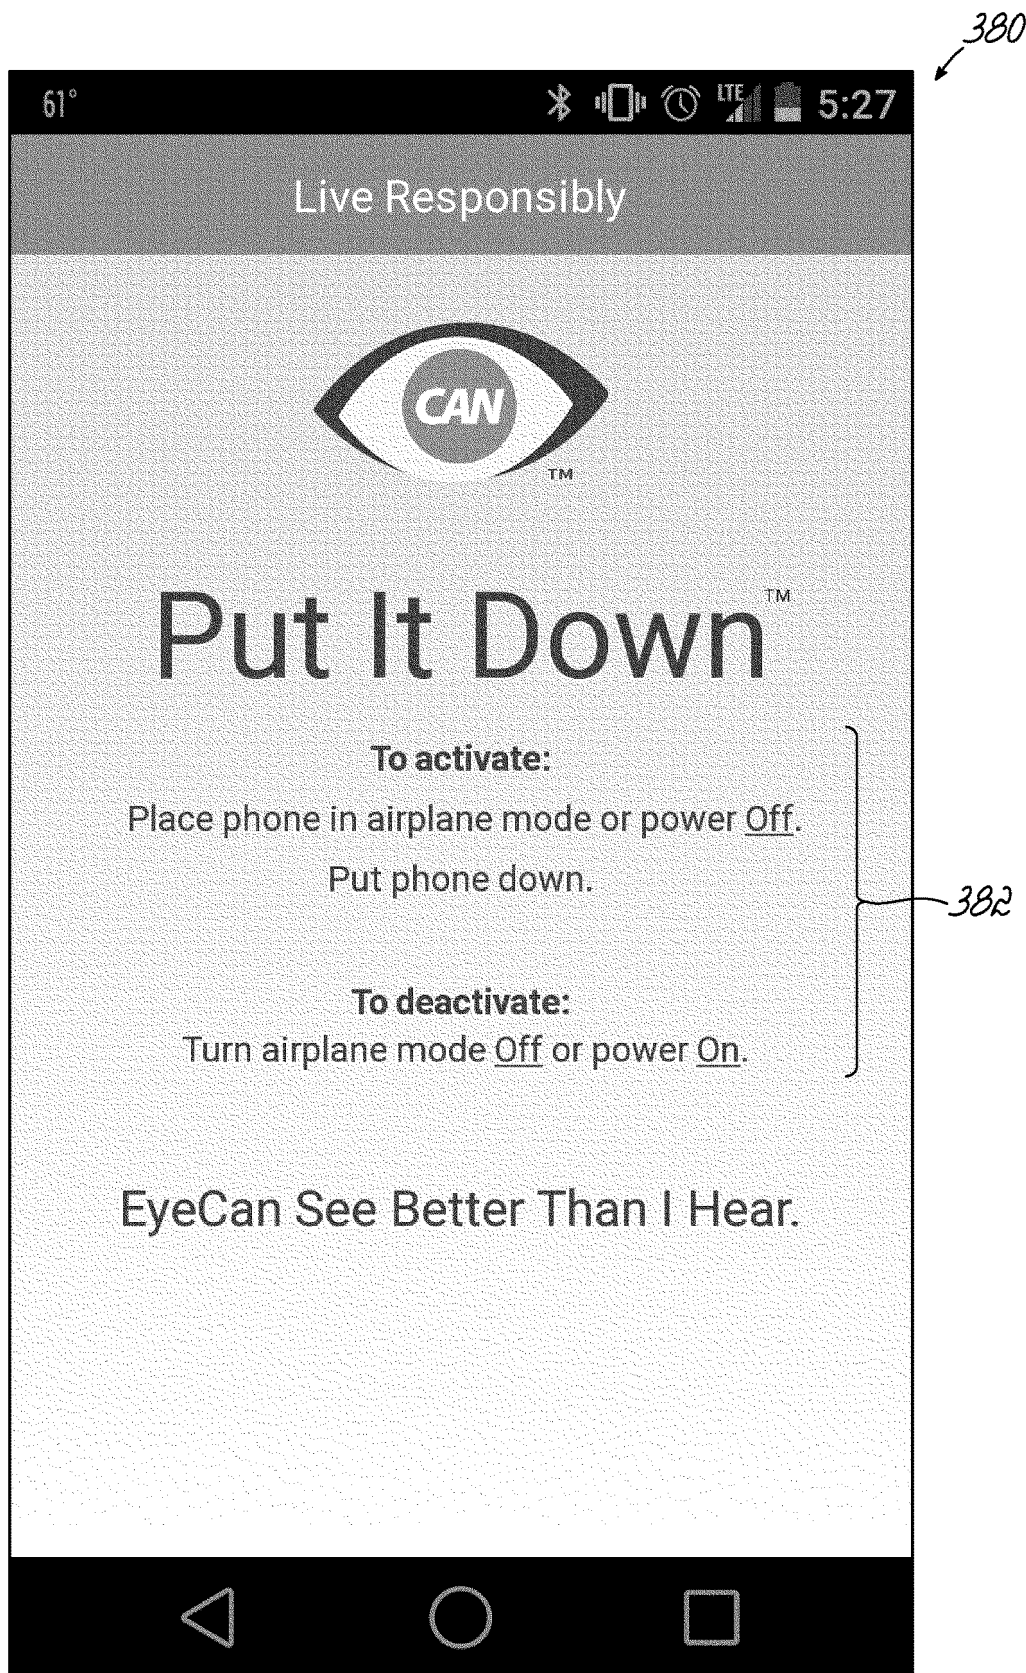 380
61° LTE 5:27
Live Responsibly
CAN
TM
Put It Down™
To activate:
Place phone in airplane mode or power Off.
Put phone down.
382
To deactivate:
Turn airplane mode Off or power On.
EyeCan See Better Than I Hear.